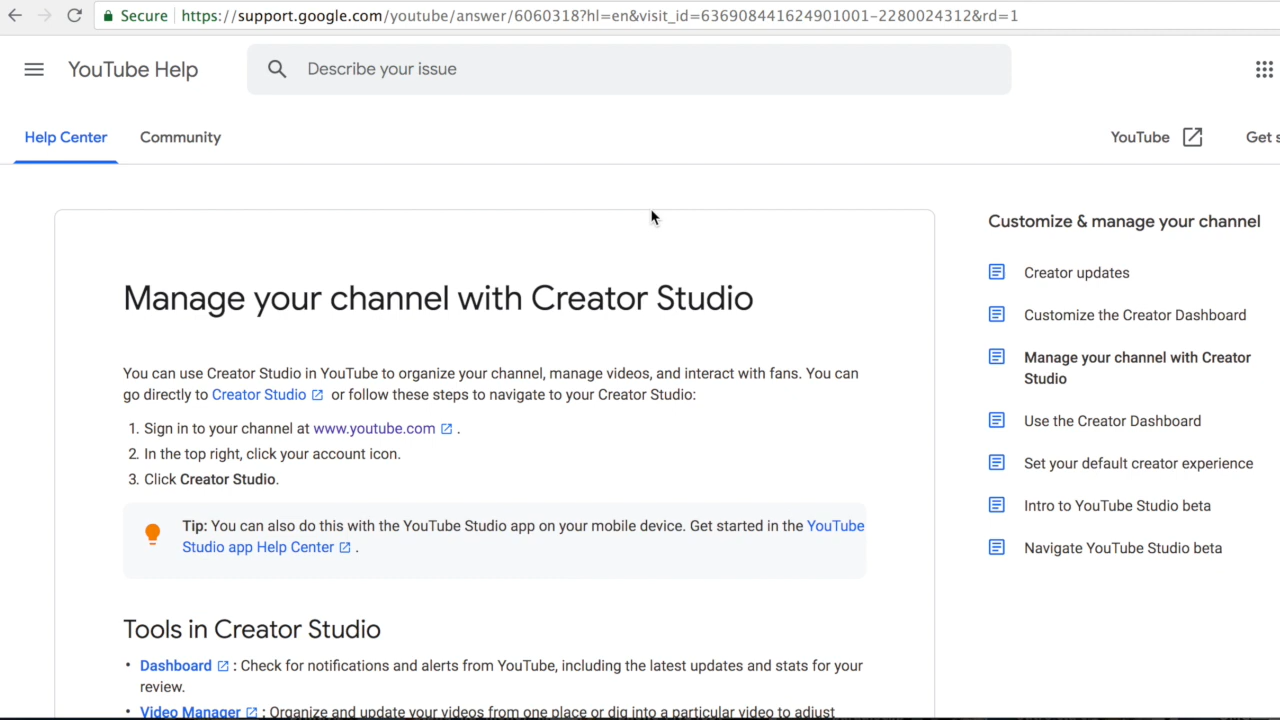 Secure https://support.google.com/youtube/answer/6060318?hl=en&visit_id=636908441624901001-2280024312&rd=1
YouTube Help
Describe your issue
Help Center
Community
YouTube
Get s
Manage your channel with Creator Studio
You can use Creator Studio in YouTube to organize your channel, manage videos, and interact with fans. You can
go directly to Creator Studio or follow these steps to navigate to your Creator Studio:
1. Sign in to your channel at www.youtube.com .
2. In the top right, click your account icon.
3. Click Creator Studio.
Tip: You can also do this with the YouTube Studio app on your mobile device. Get started in the YouTube
Studio app Help Center .
Tools in Creator Studio
• Dashboard : Check for notifications and alerts from YouTube, including the latest updates and stats for your
review.
• Video Manager : Organize and update your videos from one place or dig into a particular video to adjust
Customize & manage your channel
Creator updates
Customize the Creator Dashboard
Manage your channel with Creator
Studio
Use the Creator Dashboard
Set your default creator experience
Intro to YouTube Studio beta
Navigate YouTube Studio beta